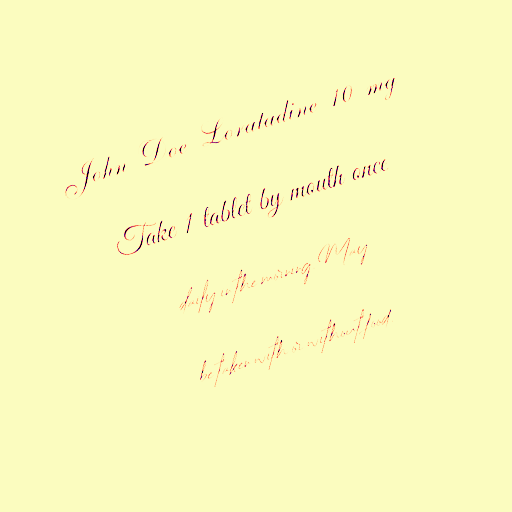 John Doe Loratadine 10 mg
Take 1 tablet by mouth once
daily in the morning (May
be taken with or without food